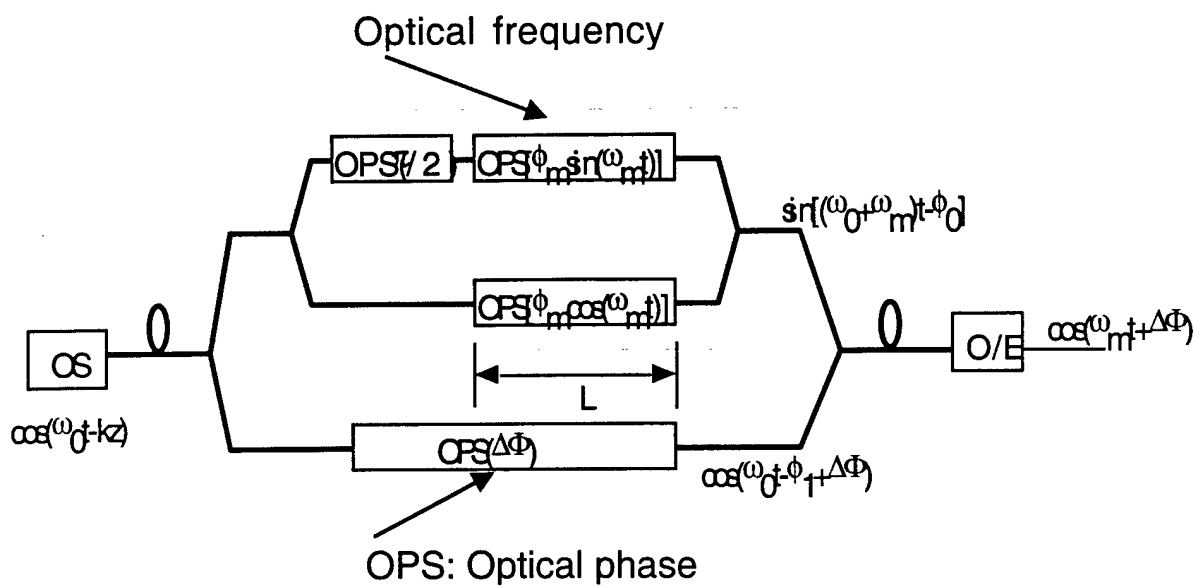 Optical frequency
OPS(π/2)
OPS[ϕmsin(ωmt)]
sin[(ω0+ωm)t-ϕ0]
OPS[ϕmcos(ωmt)]
OS
O/E
cos(ωmt+ΔΦ)
L
cos(ω0t-kz)
OPS(ΔΦ)
cos(ω0t-ϕ1+ΔΦ)
OPS: Optical phase